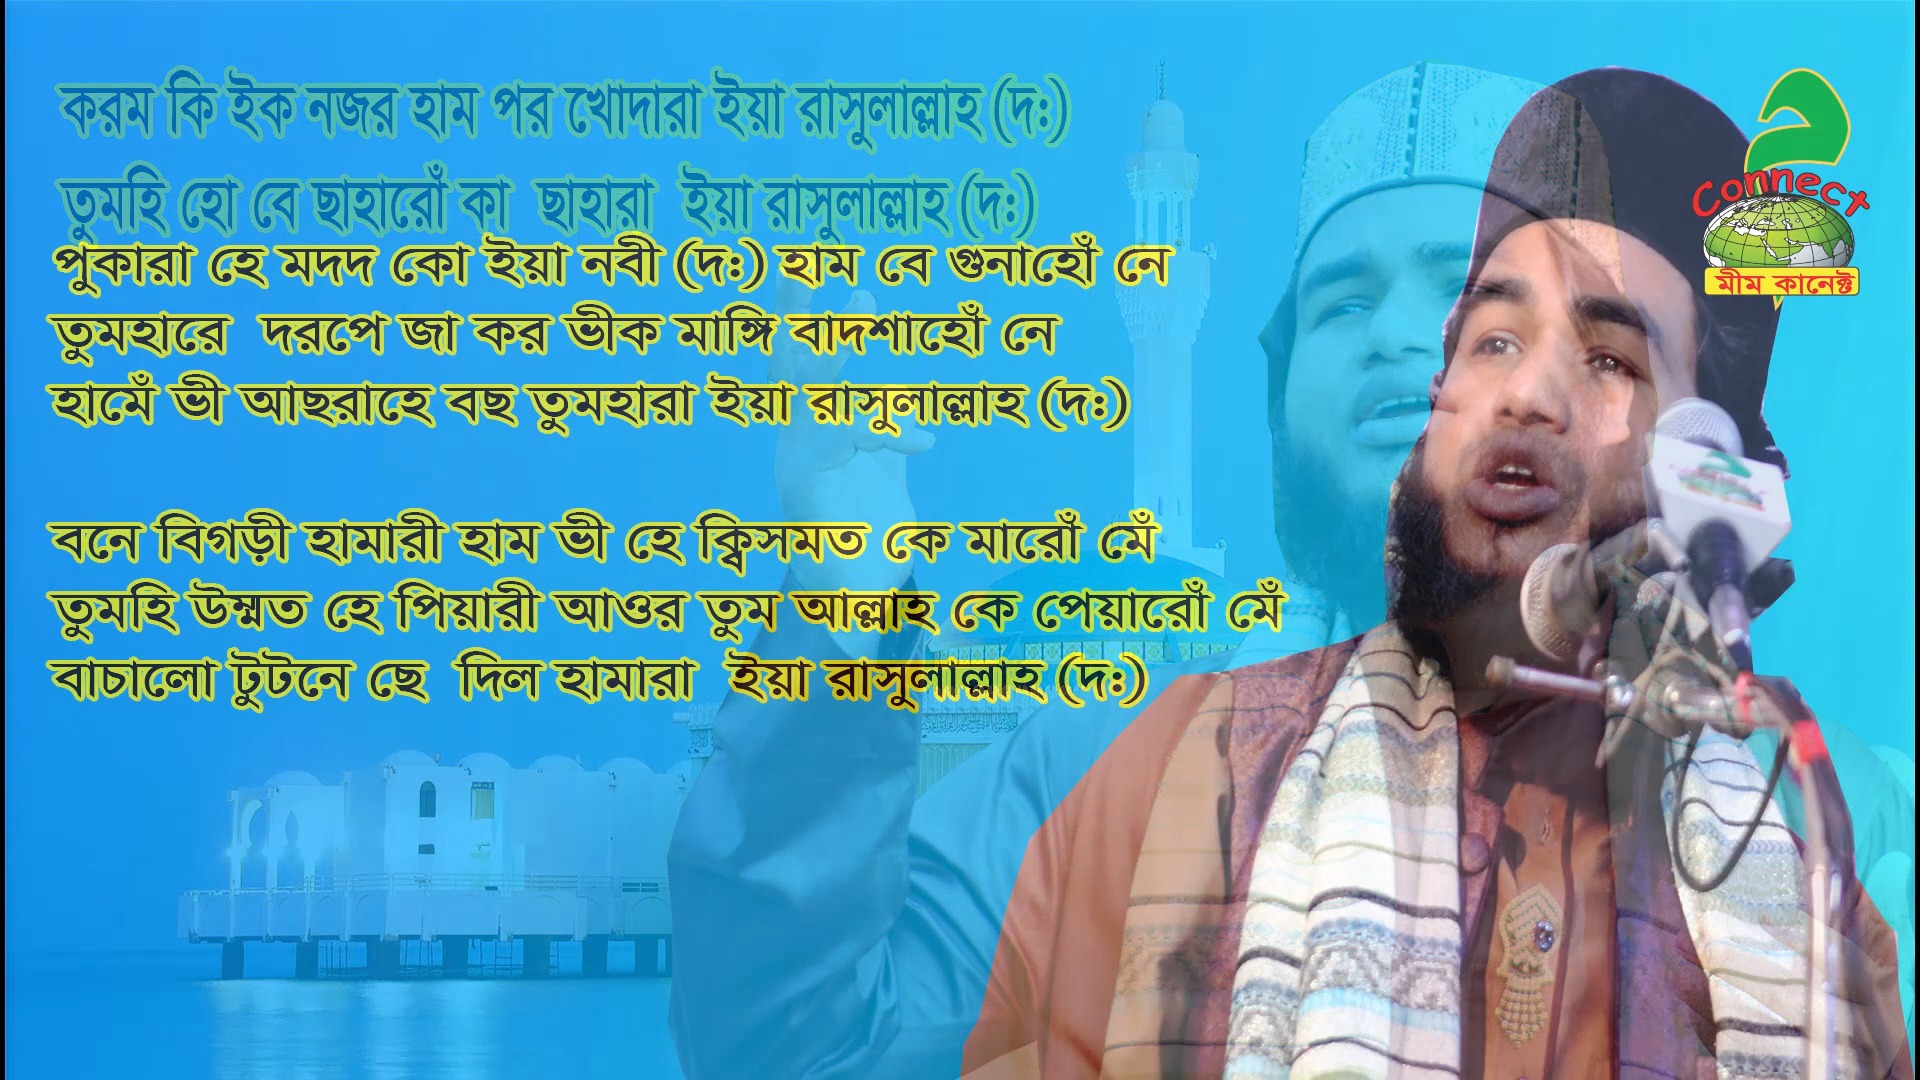 করম কি ইক নজর হাম পর খোদারা ইয়া রাসুলাল্লাহ (দ:)
তুমহি হো বে ছাহারোঁ কা ছাহারা ইয়া রাসুলাল্লাহ (দ:)
পুকারা হে মদদ কো ইয়া নবী (দঃ) হাম বে গুনাহোঁ নে
তুমহারে দরপে জা কর ভীক মাঙ্গি বাদশাহোঁ নে
হামেঁ ভী আছরাহে বছ তুমহারা ইয়া রাসুলাল্লাহ (দঃ)
বনে বিগড়ী হামারী হাম ভী হে ক্বিসমত কে মারোঁ মেঁ
তুমহি উম্মত হে পিয়ারী আওর তুম আল্লাহ কে পেয়ারোঁ মেঁ
বাচালো টুটনে ছে দিল হামারা ইয়া রাসুলাল্লাহ (দঃ)
Connect
মীম কানেক্ট